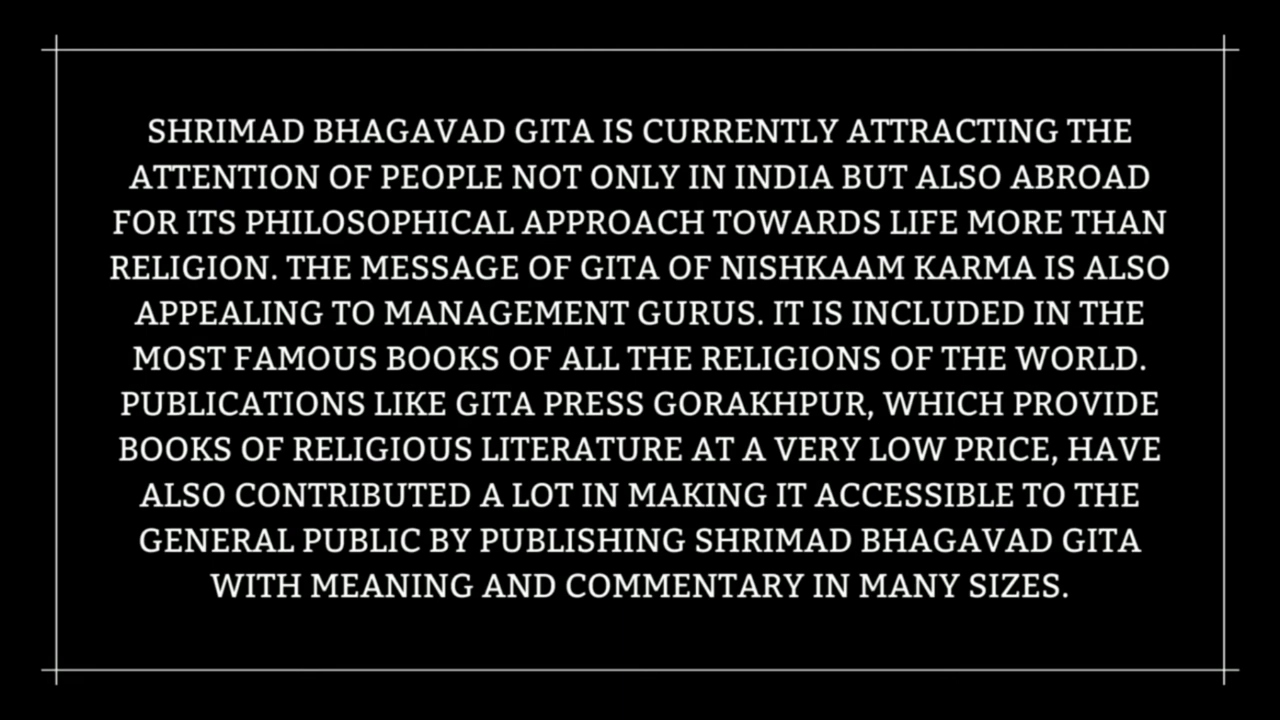 SHRIMAD BHAGAVAD GITA IS CURRENTLY ATTRACTING THE
ATTENTION OF PEOPLE NOT ONLY IN INDIA BUT ALSO ABROAD
FOR ITS PHILOSOPHICAL APPROACH TOWARDS LIFE MORE THAN
RELIGION. THE MESSAGE OF GITA OF NISHKAAM KARMA IS ALSO
APPEALING TO MANAGEMENT GURUS. IT IS INCLUDED IN THE
MOST FAMOUS BOOKS OF ALL THE RELIGIONS OF THE WORLD.
PUBLICATIONS LIKE GITA PRESS GORAKHPUR, WHICH PROVIDE
BOOKS OF RELIGIOUS LITERATURE AT A VERY LOW PRICE, HAVE
ALSO CONTRIBUTED A LOT IN MAKING IT ACCESSIBLE TO THE
GENERAL PUBLIC BY PUBLISHING SHRIMAD BHAGAVAD GITA
WITH MEANING AND COMMENTARY IN MANY SIZES.